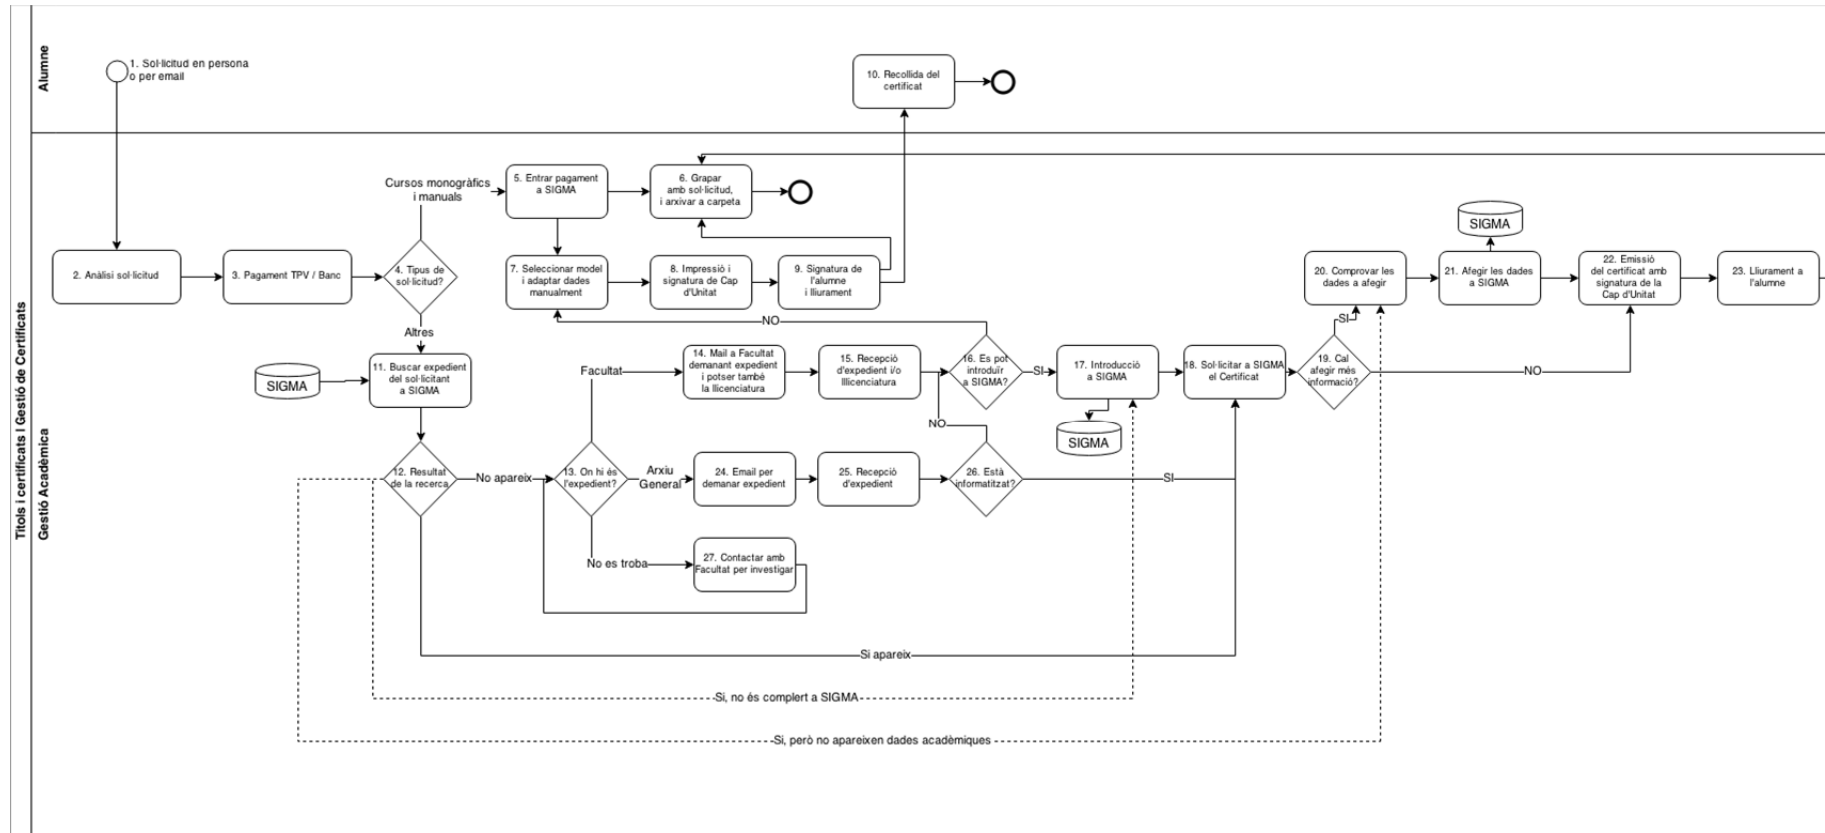 Títols i certificats I Gestió de Certificats
Alumne
1. Sol·licitud en persona
o per email
10. Recollida del
certificat
Gestió Acadèmica
Cursos monogràfics
i manuals
5. Entrar pagament
a SIGMA
6. Grapar
amb sol·licitud,
i arxivar a carpeta
2. Anàlisi sol·licitud
3. Pagament TPV / Banc
4. Tipus de
sol·licitud?
7. Seleccionar model
i adaptar dades
manualment
8. Impressió i
signatura de Cap
d'Unitat
9. Signatura de
l'alumne
i lliurament
SIGMA
20. Comprovar les
dades a afegir
21. Afegir les dades
a SIGMA
22. Emissió
del certificat amb
signatura de la
Cap d'Unitat
23. Lliurament a
l'alumne
NO
SI
Altres
SIGMA
11. Buscar expedient
del sol·licitant
a SIGMA
Facultat
14. Mail a Facultat
demanant expedient
i potser també
la llicenciatura
15. Recepció
d'expedient i/o
lllicenciatura
16. Es pot
introduïr
a SIGMA?
SI
17. Introducció
a SIGMA
18. Sol·licitar a SIGMA
el Certificat
19. Cal
afegir més
informació?
NO
SIGMA
NO
12. Resultat
de la recerca
No apareix
13. On hi és
l'expedient?
Arxiu
General
24. Email per
demanar expedient
25. Recepció
d'expedient
26. Està
informatitzat?
SI
No es troba
27. Contactar amb
Facultat per investigar
Si apareix
Si, no és complert a SIGMA
Si, però no apareixen dades acadèmiques